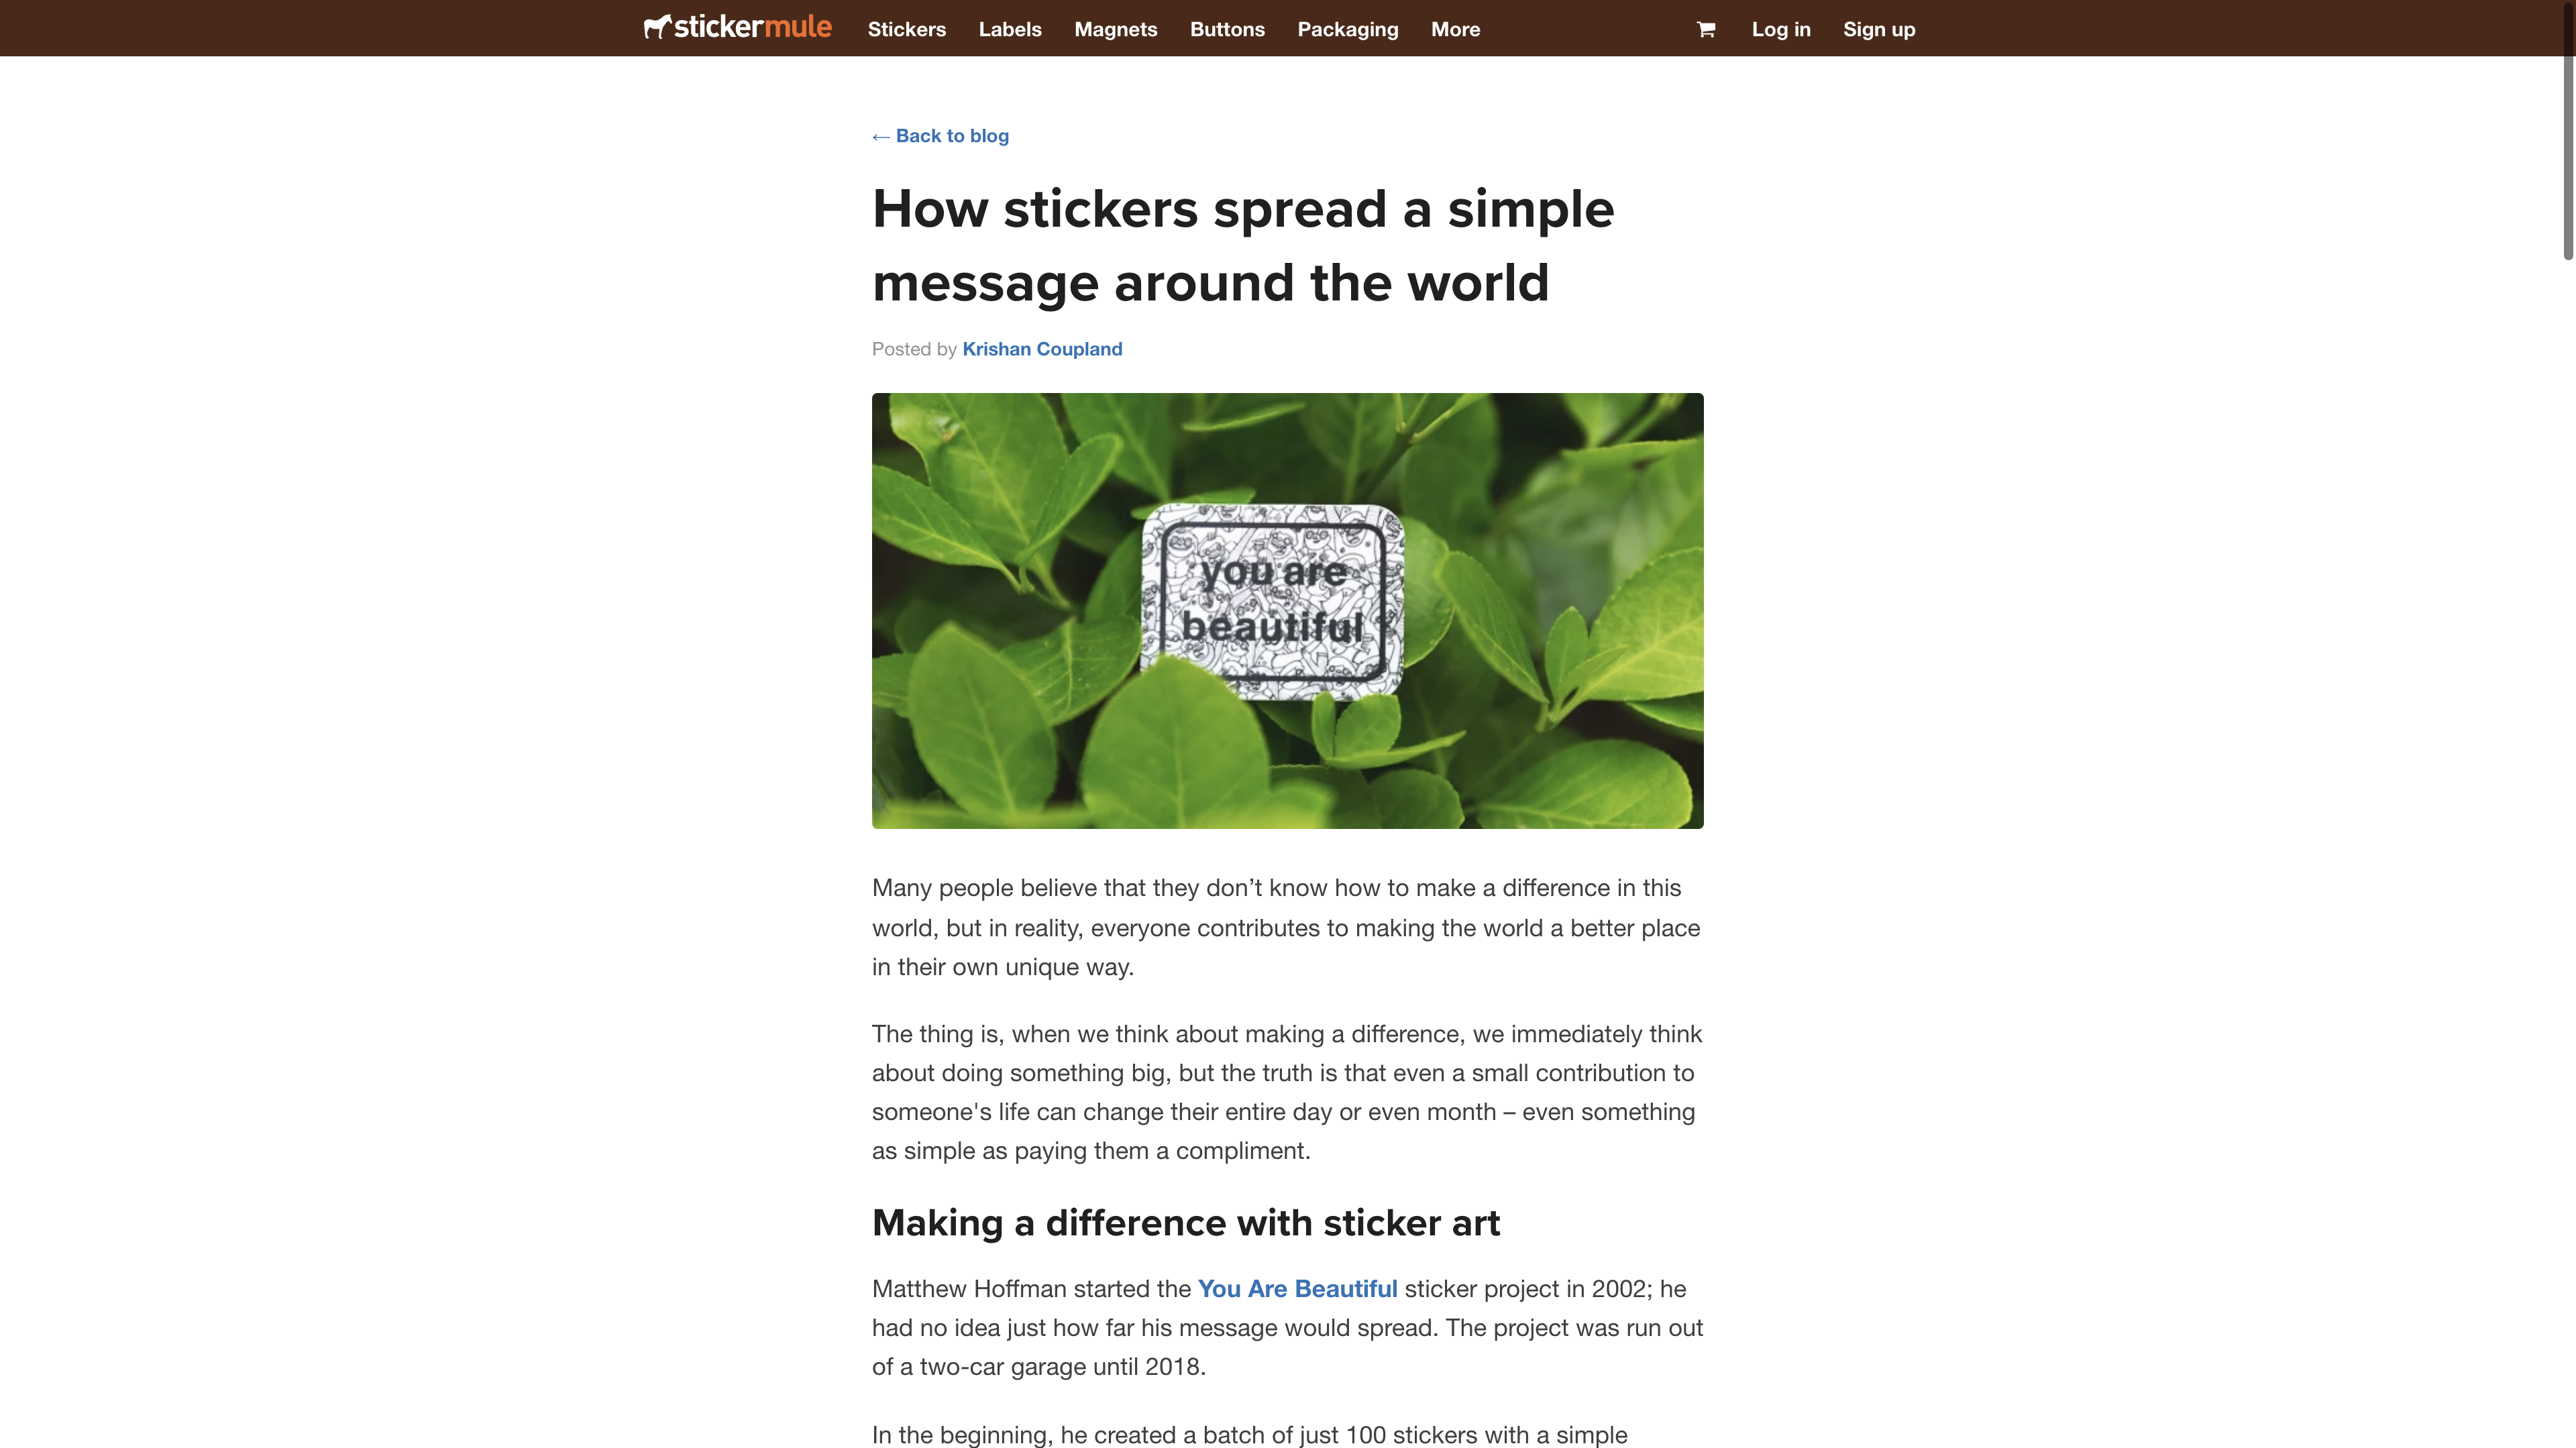 stickermule Stickers Labels Magnets Buttons Packaging More Log in Sign up
← Back to blog
How stickers spread a simple
message around the world
Posted by Krishan Coupland
you are
beautiful
Many people believe that they don’t know how to make a difference in this
world, but in reality, everyone contributes to making the world a better place
in their own unique way.
The thing is, when we think about making a difference, we immediately think
about doing something big, but the truth is that even a small contribution to
someone's life can change their entire day or even month – even something
as simple as paying them a compliment.
Making a difference with sticker art
Matthew Hoffman started the You Are Beautiful sticker project in 2002; he
had no idea just how far his message would spread. The project was run out
of a two-car garage until 2018.
In the beginning, he created a batch of just 100 stickers with a simple